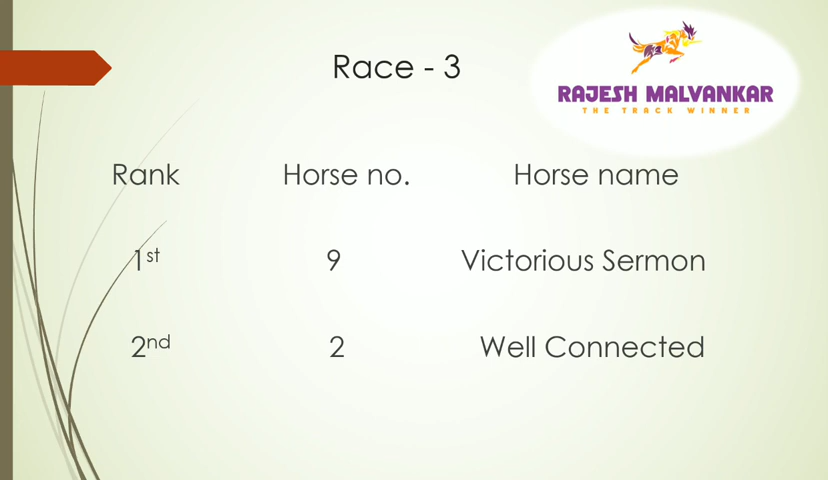 Race - 3
RAJESH MALVANKAR
THE TRACK WINNER
Rank Horse no. Horse name
1st 9 Victorious Sermon
2nd 2 Well Connected